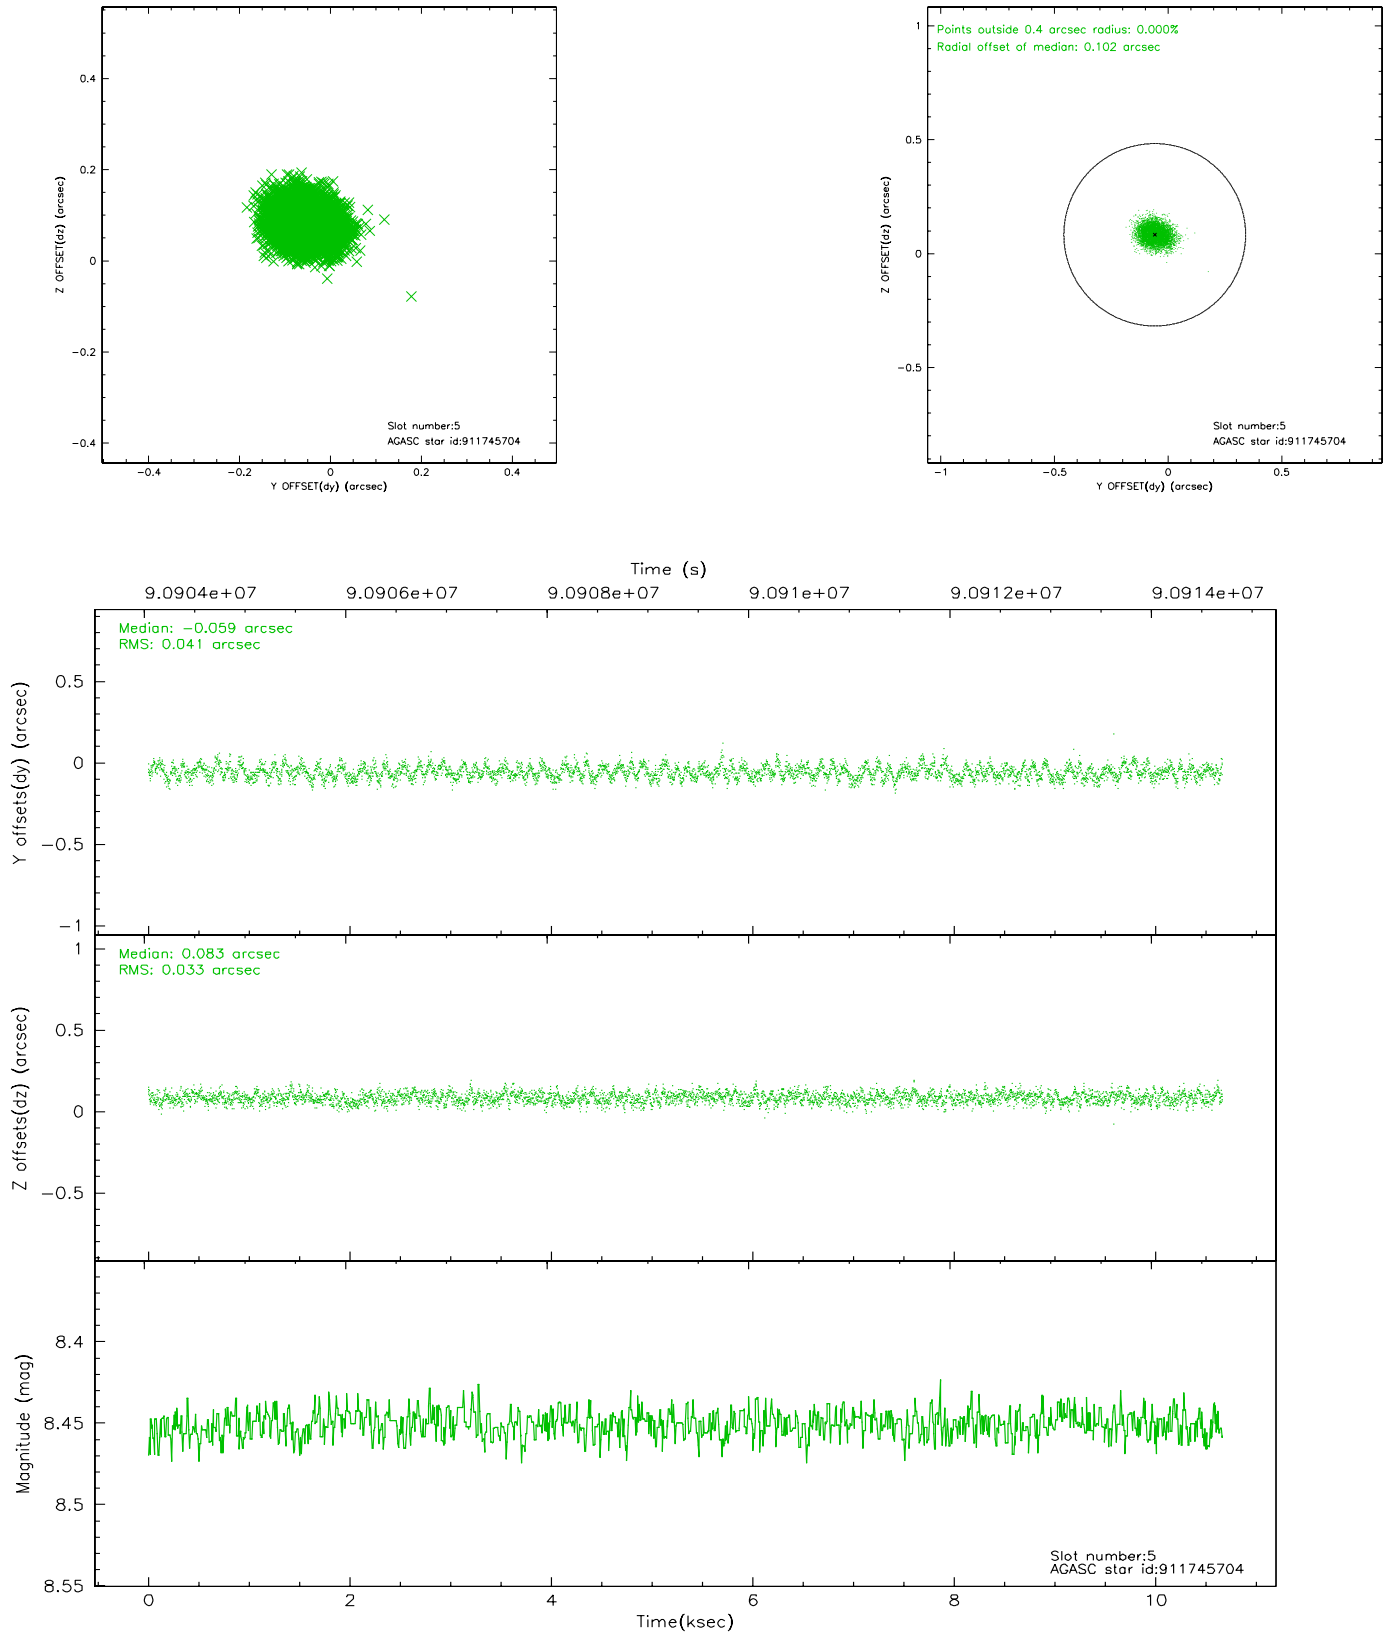 0.4
0.2
0
−0.2
−0.4
Z OFFSET(dz) (arcsec)
Slot number:5
AGASC star id:911745704
−0.4 −0.2 0 0.2 0.4
Y OFFSET(dy) (arcsec)
Points outside 0.4 arcsec radius: 0.000%
Radial offset of median: 0.102 arcsec
1
0.5
0
−0.5
Z OFFSET(dz) (arcsec)
Slot number:5
AGASC star id:911745704
−1 −0.5 0 0.5
Y OFFSET(dy) (arcsec)
Time (s)
9.0904e+07 9.0906e+07 9.0908e+07 9.091e+07 9.0912e+07 9.0914e+07
Median: −0.059 arcsec
RMS: 0.041 arcsec
0.5
0
−0.5
−1
Y offsets(dy) (arcsec)
Median: 0.083 arcsec
RMS: 0.033 arcsec
1
0.5
0
−0.5
Z offsets(dz) (arcsec)
8.4
8.45
8.5
8.55
Magnitude (mag)
Slot number:5
AGASC star id:911745704
0 2 4 6 8 10
Time(ksec)